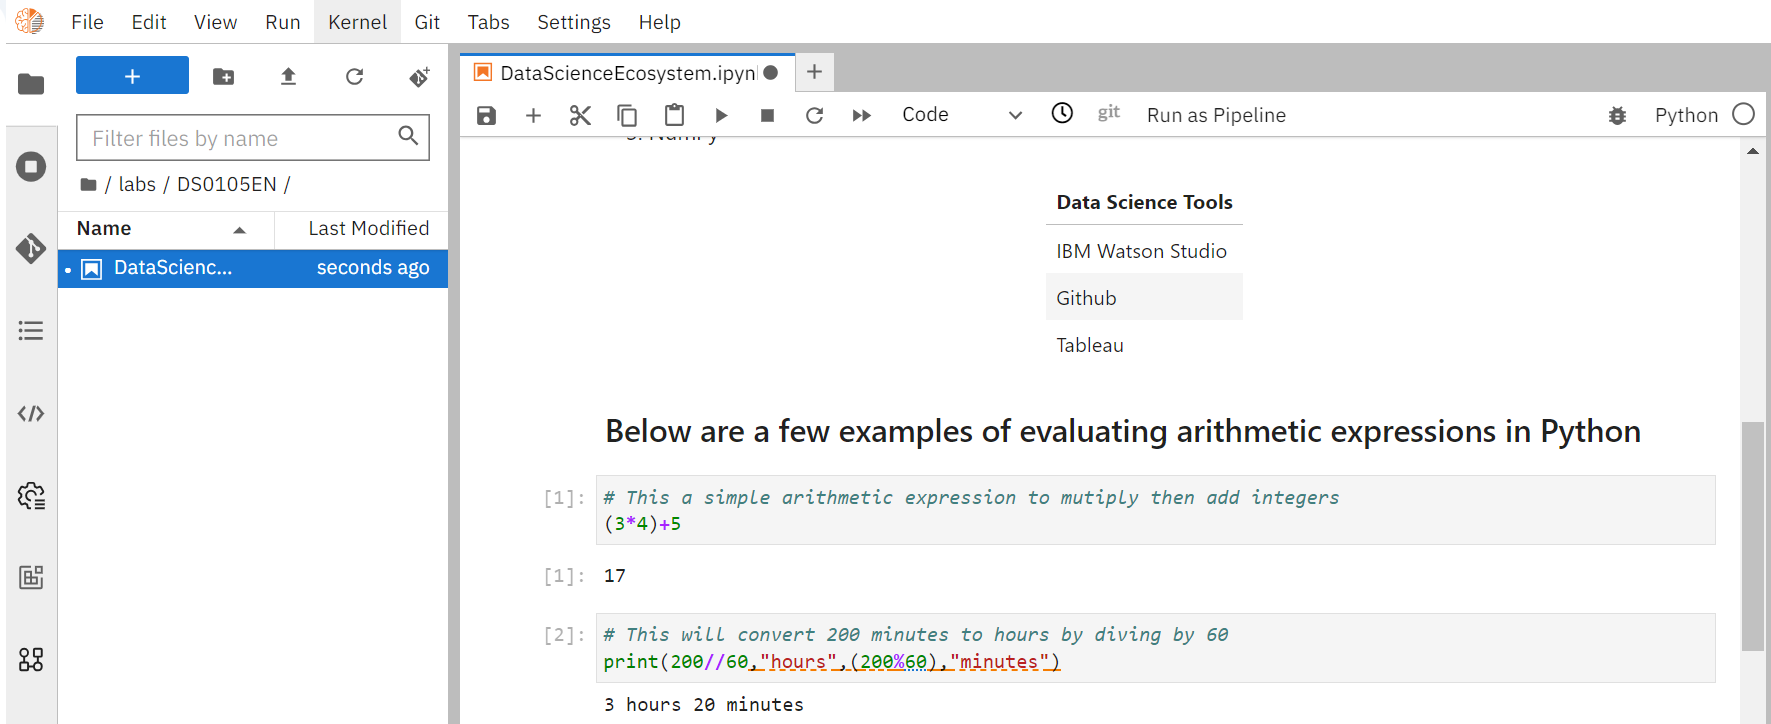 File Edit View Run Kernel Git Tabs Settings Help
+
Filter files by name
/ labs / DS0105EN /
Name Last Modified
DataScienc... seconds ago
DataScienceEcosystem.ipyn
+
Code git Run as Pipeline Python
Data Science Tools
IBM Watson Studio
Github
Tableau
Below are a few examples of evaluating arithmetic expressions in Python
[1]: # This a simple arithmetic expression to mutiply then add integers
(3*4)+5
[1]: 17
[2]: # This will convert 200 minutes to hours by diving by 60
print(200//60,"hours",(200%60),"minutes")
3 hours 20 minutes